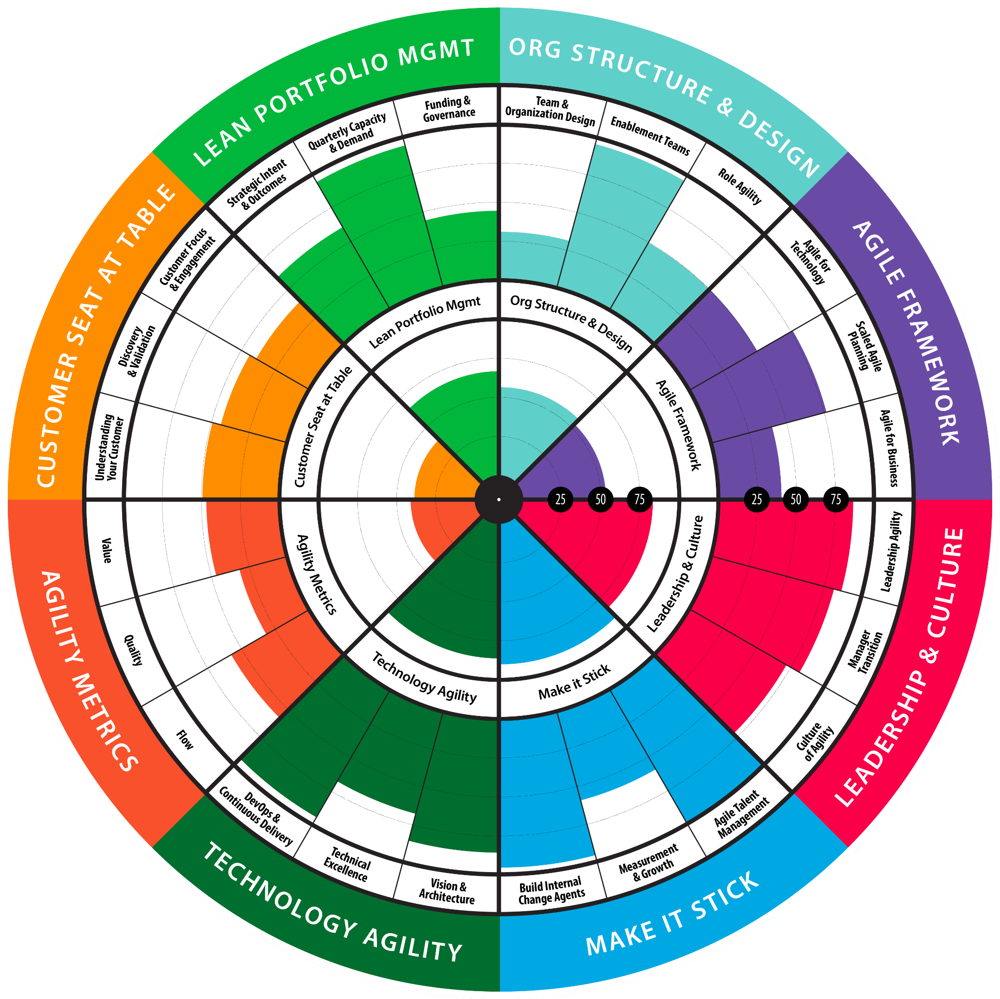 LEAN PORTFOLIO MGMT
ORG STRUCTURE & DESIGN
AGILE FRAMEWORK
LEADERSHIP & CULTURE
MAKE IT STICK
TECHNOLOGY AGILITY
AGILITY METRICS
CUSTOMER SEAT AT TABLE
Strategic Intent
& Outcomes
Quarterly Capacity
& Demand
Funding &
Governance
Team &
Organization Design
Enablement Teams
Role Agility
Agile for
Technology
Scaled Agile
Planning
Agile for Business
Leadership Agility
Manager
Transition
Culture
of Agility
Agile Talent
Management
Measurement
& Growth
Build Internal
Change Agents
Vision &
Architecture
Technical
Excellence
DevOps &
Continuous Delivery
Flow
Quality
Value
Understanding
Your Customer
Discovery
& Validation
Customer Focus
& Engagement
Lean Portfolio Mgmt
Org Structure & Design
Agile Framework
Leadership & Culture
Make it Stick
Technology Agility
Agility Metrics
Customer Seat at Table
25 50 75
25 50 75